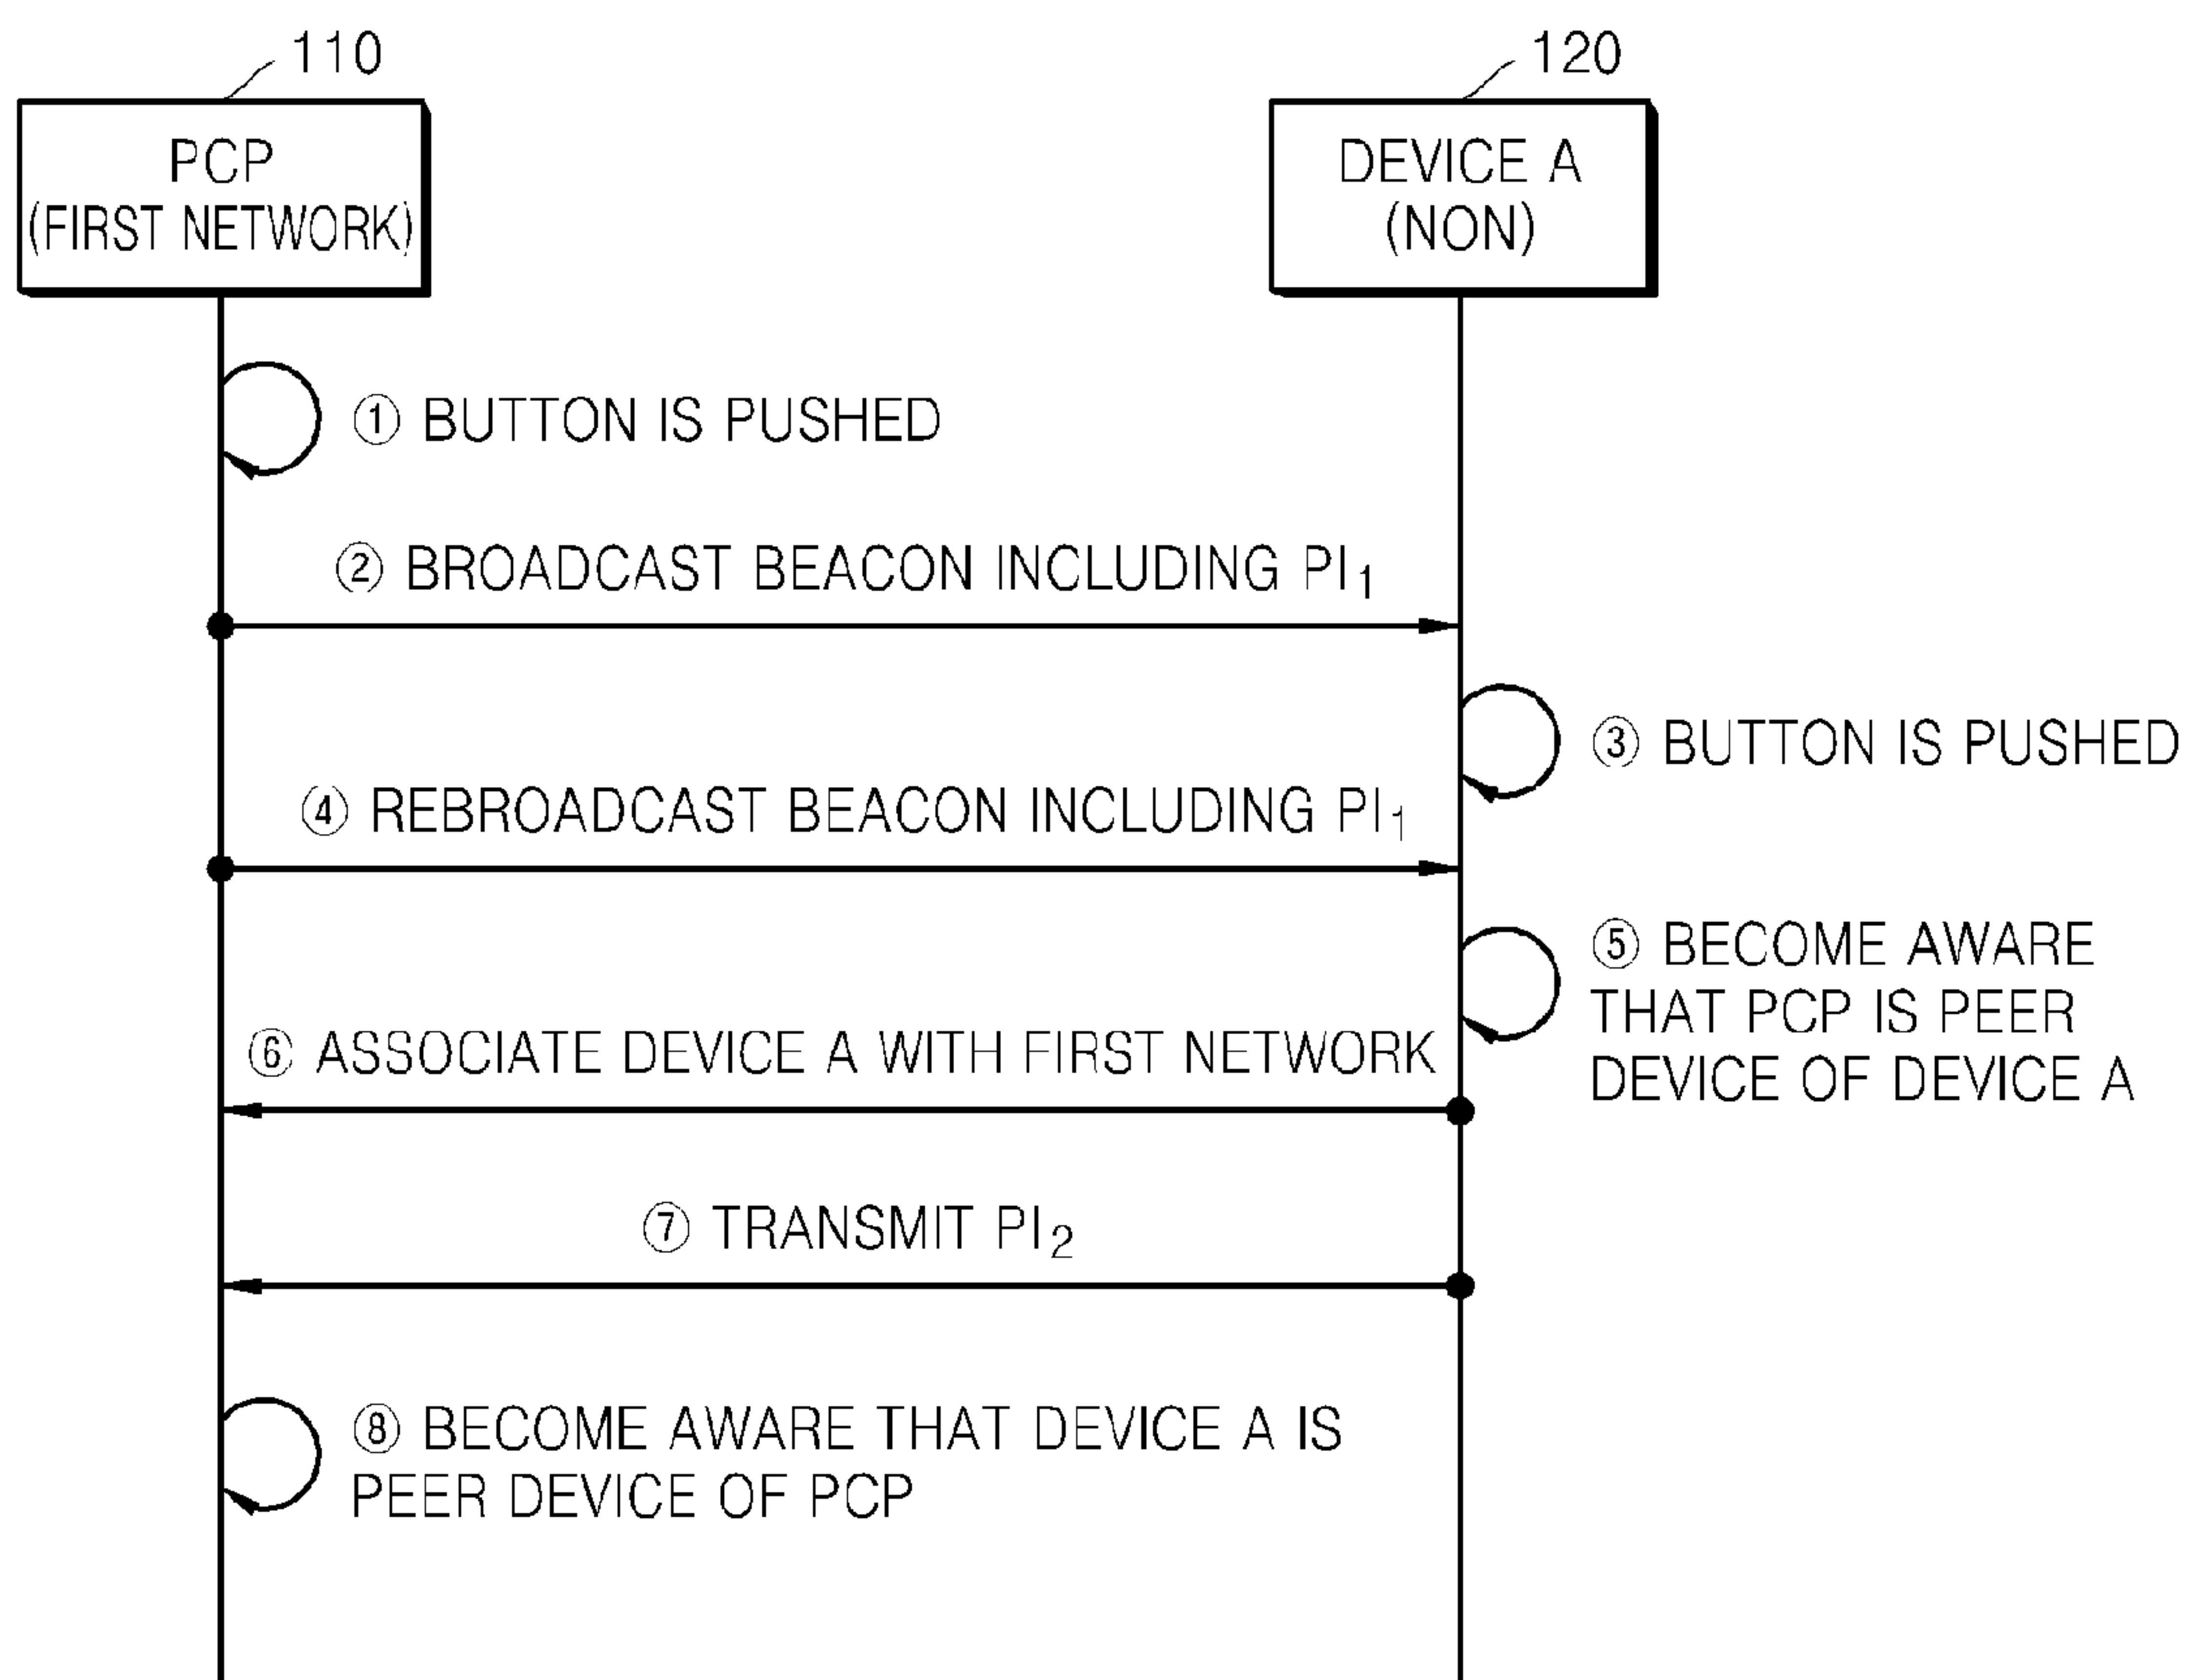 110
120
PCP
(FIRST NETWORK)
DEVICE A
(NON)
① BUTTON IS PUSHED
② BROADCAST BEACON INCLUDING PI₁
③ BUTTON IS PUSHED
④ REBROADCAST BEACON INCLUDING PI₁
⑤ BECOME AWARE
THAT PCP IS PEER
DEVICE OF DEVICE A
⑥ ASSOCIATE DEVICE A WITH FIRST NETWORK
⑦ TRANSMIT PI₂
⑧ BECOME AWARE THAT DEVICE A IS
PEER DEVICE OF PCP